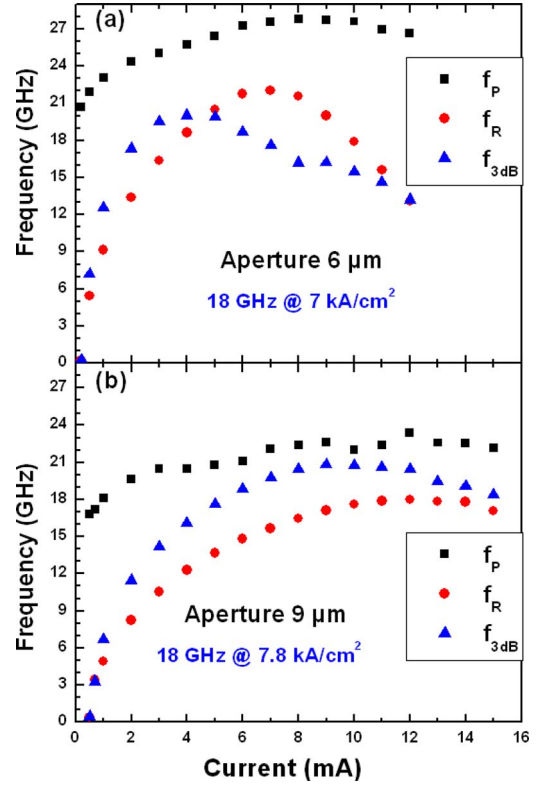 (a)
27
24
21
18
15
12
9
6
3
0
Frequency (GHz)
f_P
f_R
f_3dB
Aperture 6 µm
18 GHz @ 7 kA/cm²
(b)
27
24
21
18
15
12
9
6
3
0
Frequency (GHz)
f_P
f_R
f_3dB
Aperture 9 µm
18 GHz @ 7.8 kA/cm²
0 2 4 6 8 10 12 14 16
Current (mA)